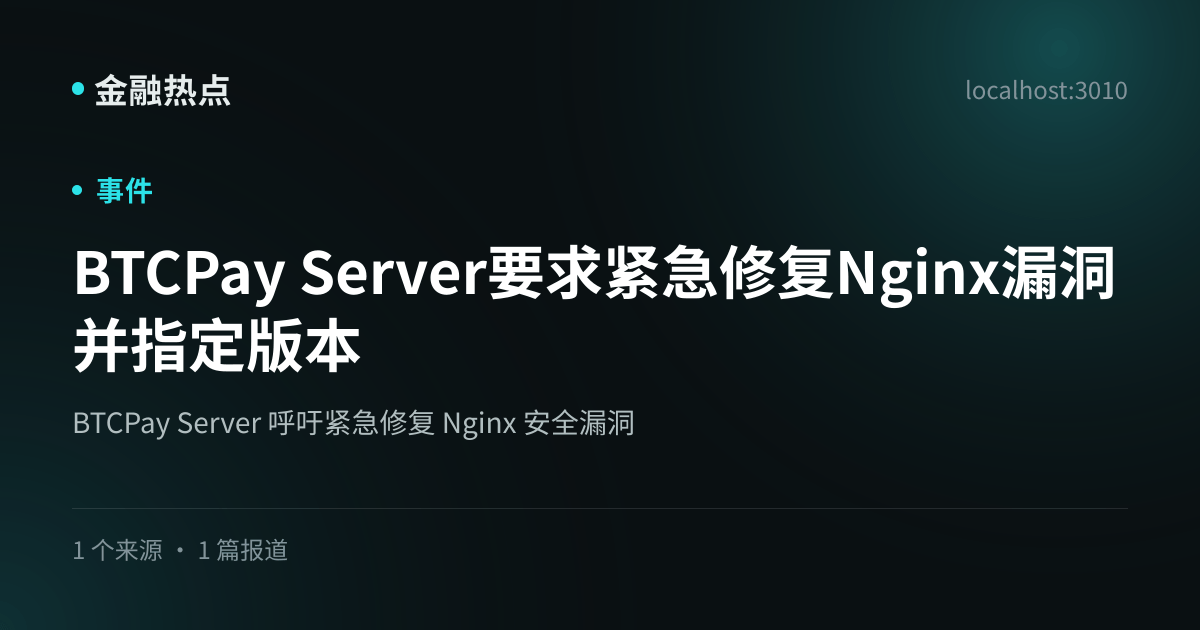 金融热点
localhost:3010
事件
BTCPay Server要求紧急修复Nginx漏洞
并指定版本
BTCPay Server 呼吁紧急修复 Nginx 安全漏洞
1 个来源 · 1 篇报道